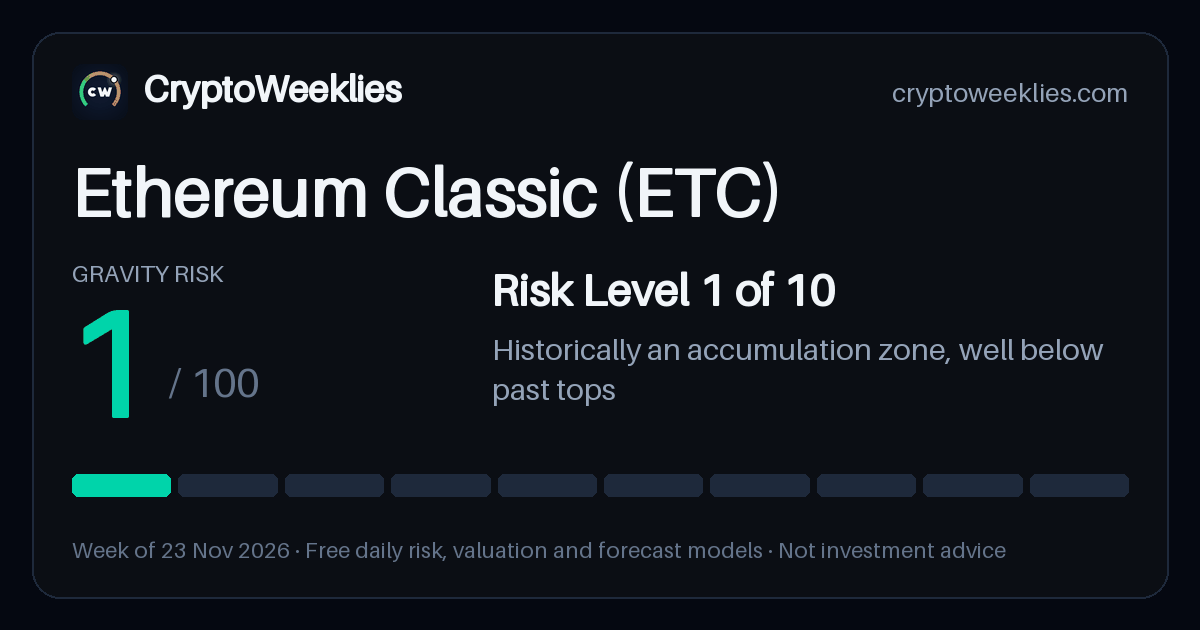 CW
CryptoWeeklies
cryptoweeklies.com
Ethereum Classic (ETC)
GRAVITY RISK
1 / 100
Risk Level 1 of 10
Historically an accumulation zone, well below
past tops
Week of 23 Nov 2026 · Free daily risk, valuation and forecast models · Not investment advice